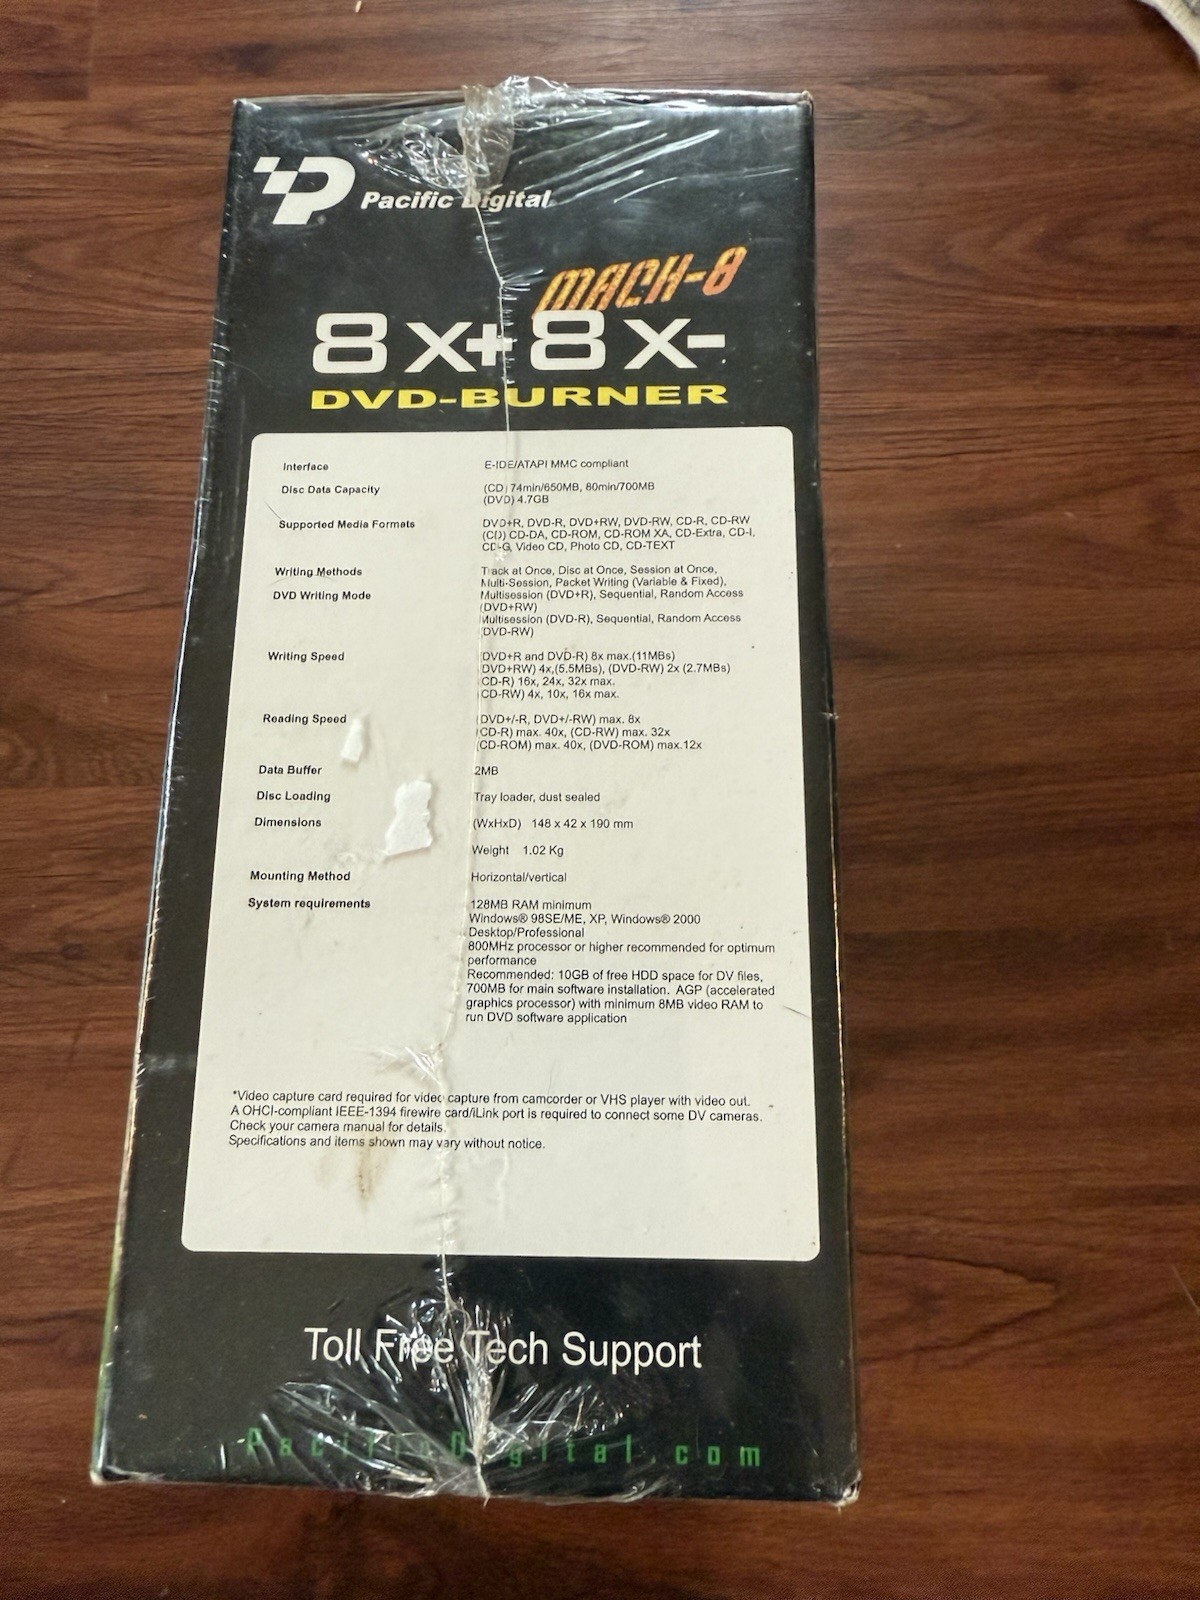 Pacific Digital
MACH-8
8x+8x-
DVD-BURNER
Interface E-IDE/ATAPI MMC compliant
Disc Data Capacity (CD) 74min/650MB, 80min/700MB
(DVD) 4.7GB
Supported Media Formats DVD+R, DVD-R, DVD+RW, DVD-RW, CD-R, CD-RW
(CD) CD-DA, CD-ROM, CD-ROM XA, CD-Extra, CD-I,
CD-G, Video CD, Photo CD, CD-TEXT
Writing Methods Track at Once, Disc at Once, Session at Once,
Multi-Session, Packet Writing (Variable & Fixed),
DVD Writing Mode Multisession (DVD+R), Sequential, Random Access
(DVD+RW)
Multisession (DVD-R), Sequential, Random Access
(DVD-RW)
Writing Speed (DVD+R and DVD-R) 8x max.(11MBs)
(DVD+RW) 4x,(5.5MBs), (DVD-RW) 2x (2.7MBs)
(CD-R) 16x, 24x, 32x max.
(CD-RW) 4x, 10x, 16x max.
Reading Speed (DVD+/-R, DVD+/-RW) max. 8x
(CD-R) max. 40x, (CD-RW) max. 32x
(CD-ROM) max. 40x, (DVD-ROM) max.12x
Data Buffer 2MB
Disc Loading Tray loader, dust sealed
Dimensions (WxHxD) 148 x 42 x 190 mm
Weight 1.02 Kg
Mounting Method Horizontal/vertical
System requirements 128MB RAM minimum
Windows® 98SE/ME, XP, Windows® 2000
Desktop/Professional
800MHz processor or higher recommended for optimum
performance
Recommended: 10GB of free HDD space for DV files,
700MB for main software installation. AGP (accelerated
graphics processor) with minimum 8MB video RAM to
run DVD software application
*Video capture card required for video capture from camcorder or VHS player with video out.
A OHCI-compliant IEEE-1394 firewire card/iLink port is required to connect some DV cameras.
Check your camera manual for details.
Specifications and items shown may vary without notice.
Toll Free Tech Support
PacificDigital.com